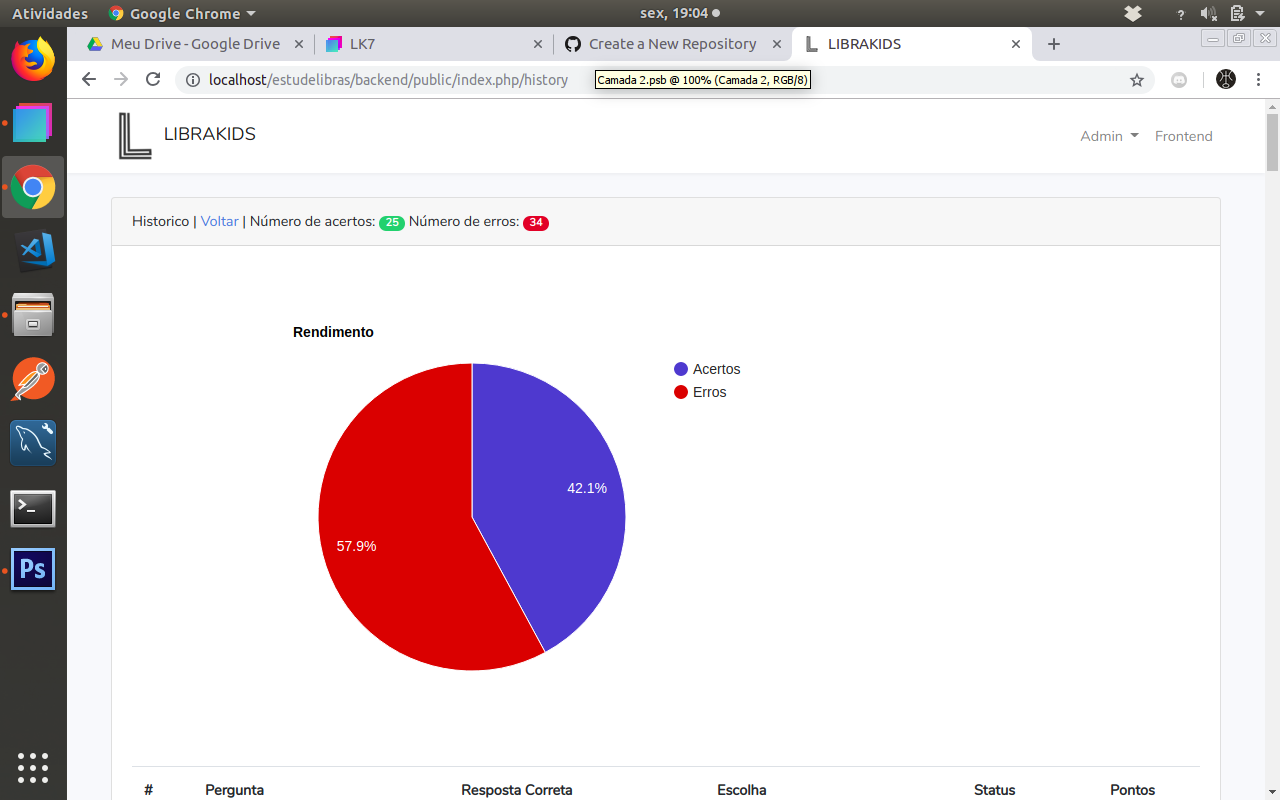 Atividades Google Chrome sex, 19:04
Meu Drive - Google Drive LK7 Create a New Repository LIBRAKIDS
localhost/estudelibras/backend/public/index.php/history
Camada 2.psb @ 100% (Camada 2, RGB/8)
LIBRAKIDS Admin Frontend
Historico | Voltar | Número de acertos: 25 Número de erros: 34
Rendimento
Acertos
Erros
42.1%
57.9%
Ps
# Pergunta Resposta Correta Escolha Status Pontos